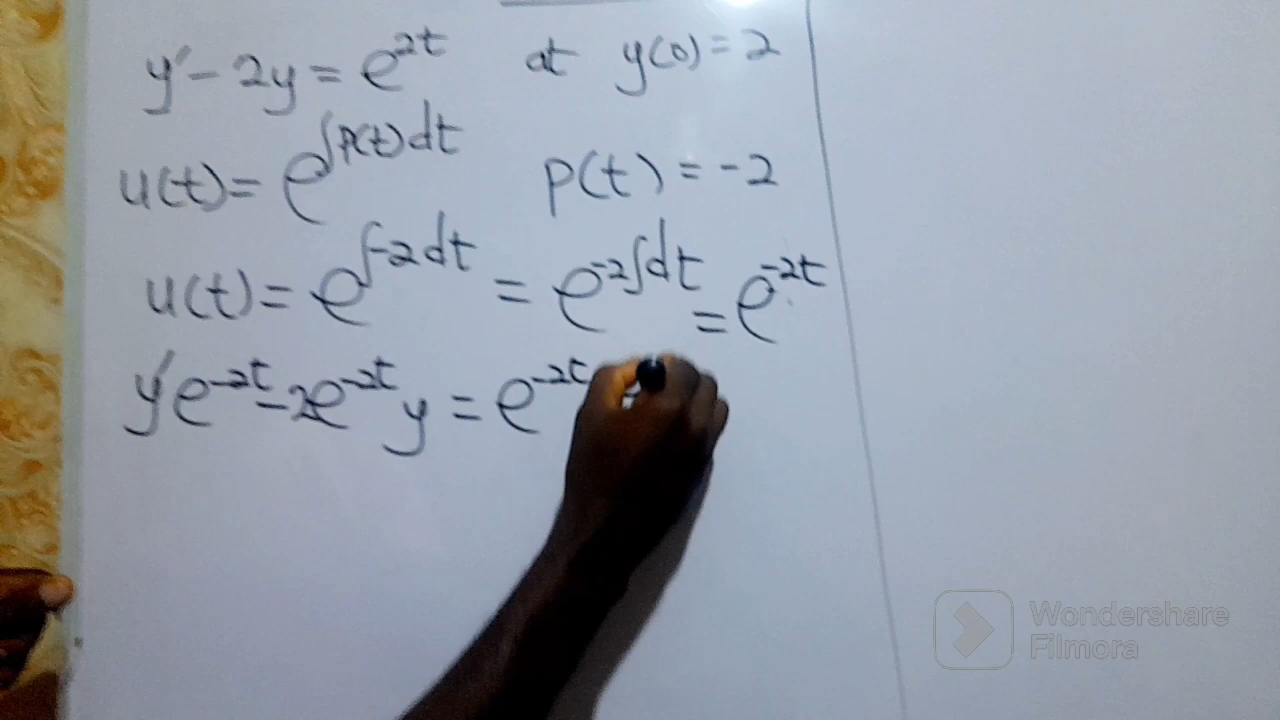 y' - 2y = e^{2t} at y(0) = 2
u(t) = e^{∫p(t)dt} p(t) = -2
u(t) = e^{∫-2dt} = e^{-2∫dt} = e^{-2t}
y'e^{-2t} - 2e^{-2t}y = e^{-2t}
Wondershare
Filmora